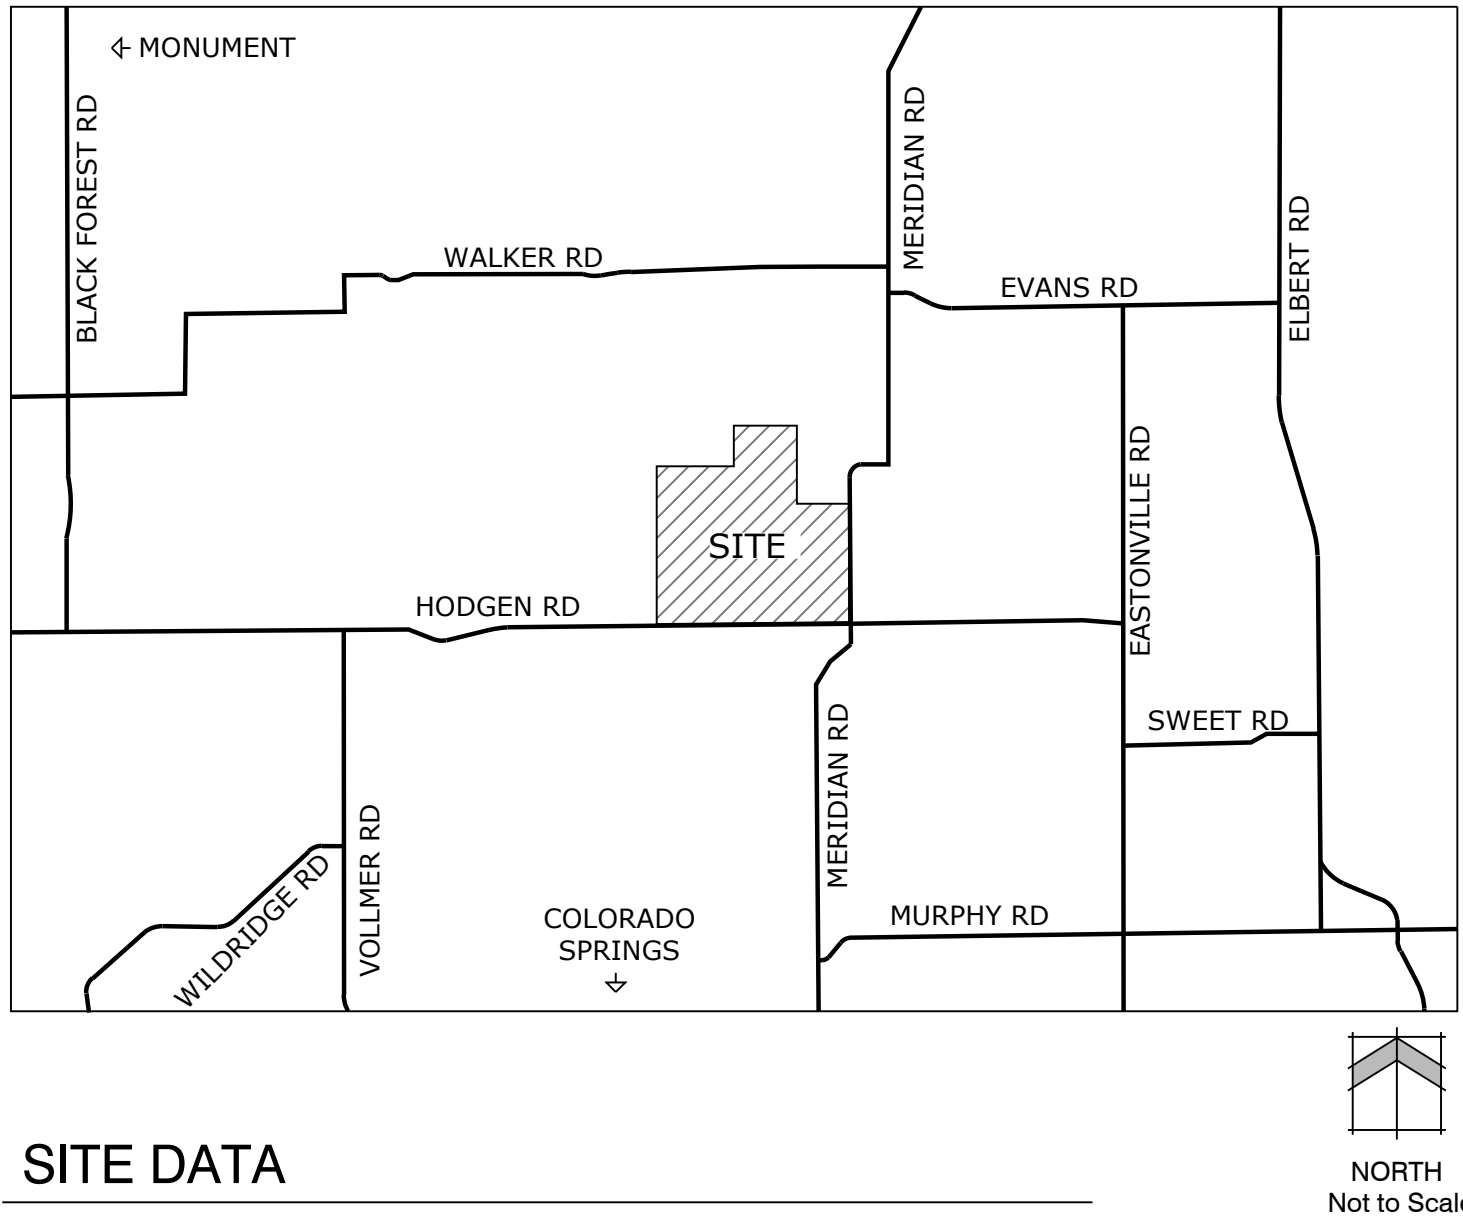 MONUMENT
BLACK FOREST RD
MERIDIAN RD
WALKER RD
ELBERT RD
EVANS RD
EASTONVILLE RD
SITE
HODGEN RD
SWEET RD
MERIDIAN RD
VOLLMER RD
WILDRIDGE RD
COLORADO
SPRINGS
MURPHY RD
SITE DATA
NORTH
Not to Scale